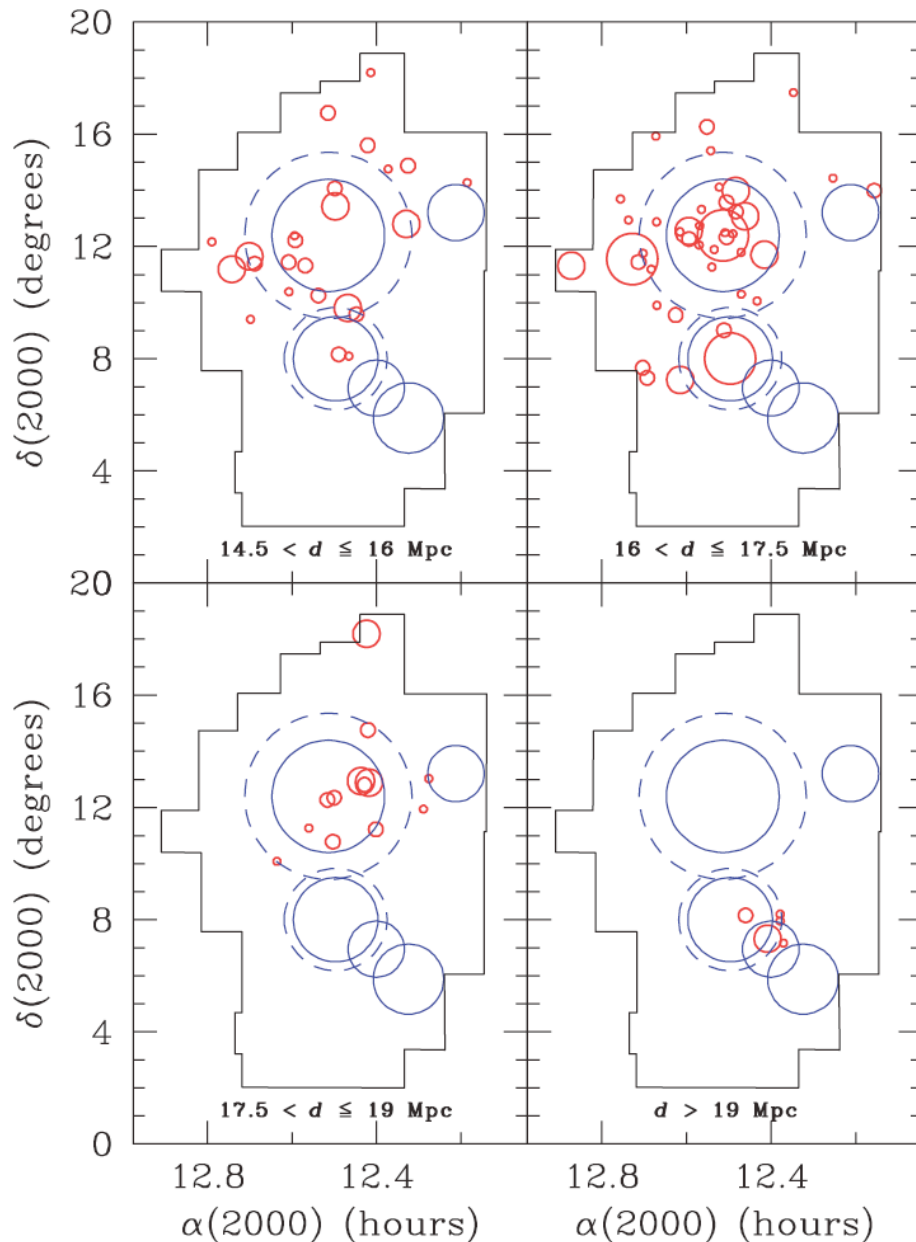 20
16
12
8
4
δ(2000) (degrees)
14.5 < d ≦ 16 Mpc
16 < d ≦ 17.5 Mpc
20
16
12
8
4
0
δ(2000) (degrees)
17.5 < d ≦ 19 Mpc
d > 19 Mpc
12.8 12.4 12.8 12.4
α(2000) (hours) α(2000) (hours)